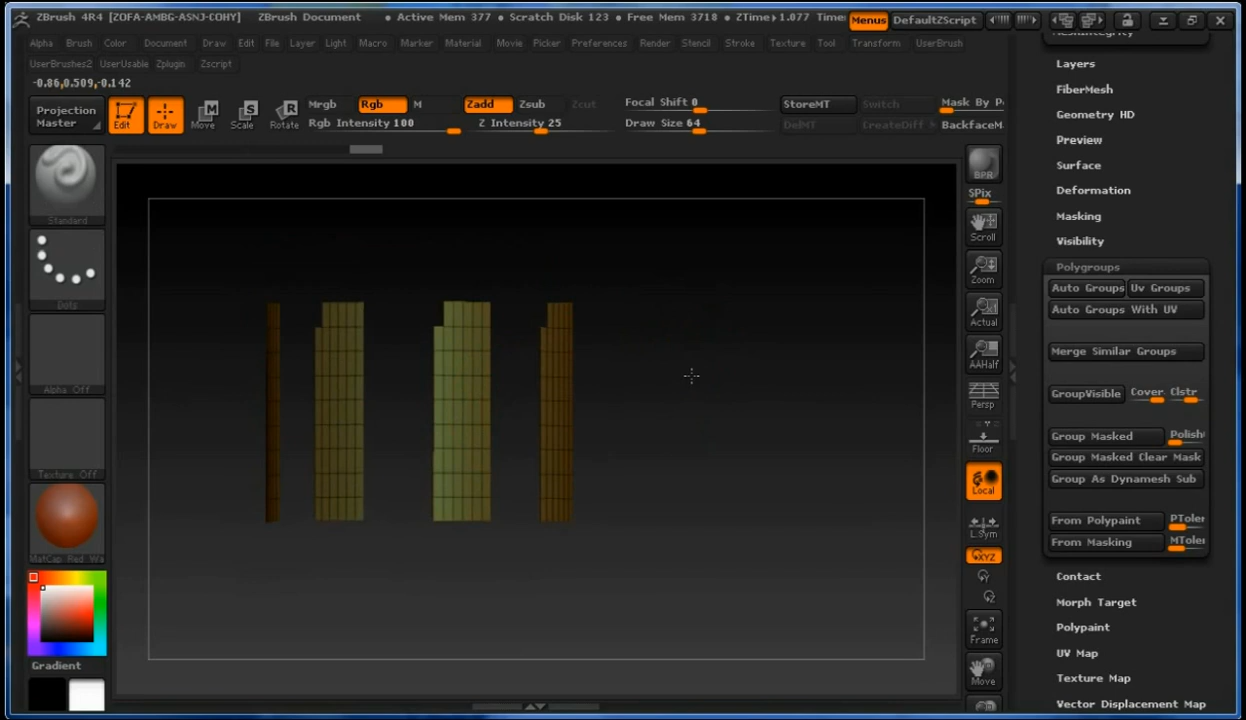 ZBrush 4R4 [ZOFA-AMBG-ASNJ-COHY] ZBrush Document • Active Mem 377 • Scratch Disk 123 • Free Mem 3718 • ZTime▸1.077 Time Menus DefaultZScript
Alpha Brush Color Document Draw Edit File Layer Light Macro Marker Material Movie Picker Preferences Render Stencil Stroke Texture Tool Transform UserBrush
UserBrushes2 UserUsable Zplugin Zscript
-0.86,0.509,-0.142
Projection Master
Edit
Draw
Move
Scale
Rotate
Mrgb Rgb M
Rgb Intensity 100
Zadd Zsub Zcut
Z Intensity 25
Focal Shift 0
Draw Size 64
StoreMT Switch Mask By P
DelMT CreateDiff BackfaceM
Standard
Dots
Alpha Off
Texture Off
MatCap Red Wa
Gradient
BPR
SPix
Scroll
Zoom
Actual
AAHalf
Persp
Floor
Local
L.Sym
XYZ
Y
Z
Frame
Move
MeshIntegrity
Layers
FiberMesh
Geometry HD
Preview
Surface
Deformation
Masking
Visibility
Polygroups
Auto Groups Uv Groups
Auto Groups With UV
Merge Similar Groups
GroupVisible Cover Clstr
Group Masked Polish
Group Masked Clear Mask
Group As Dynamesh Sub
From Polypaint PToler
From Masking MToler
Contact
Morph Target
Polypaint
UV Map
Texture Map
Vector Displacement Map